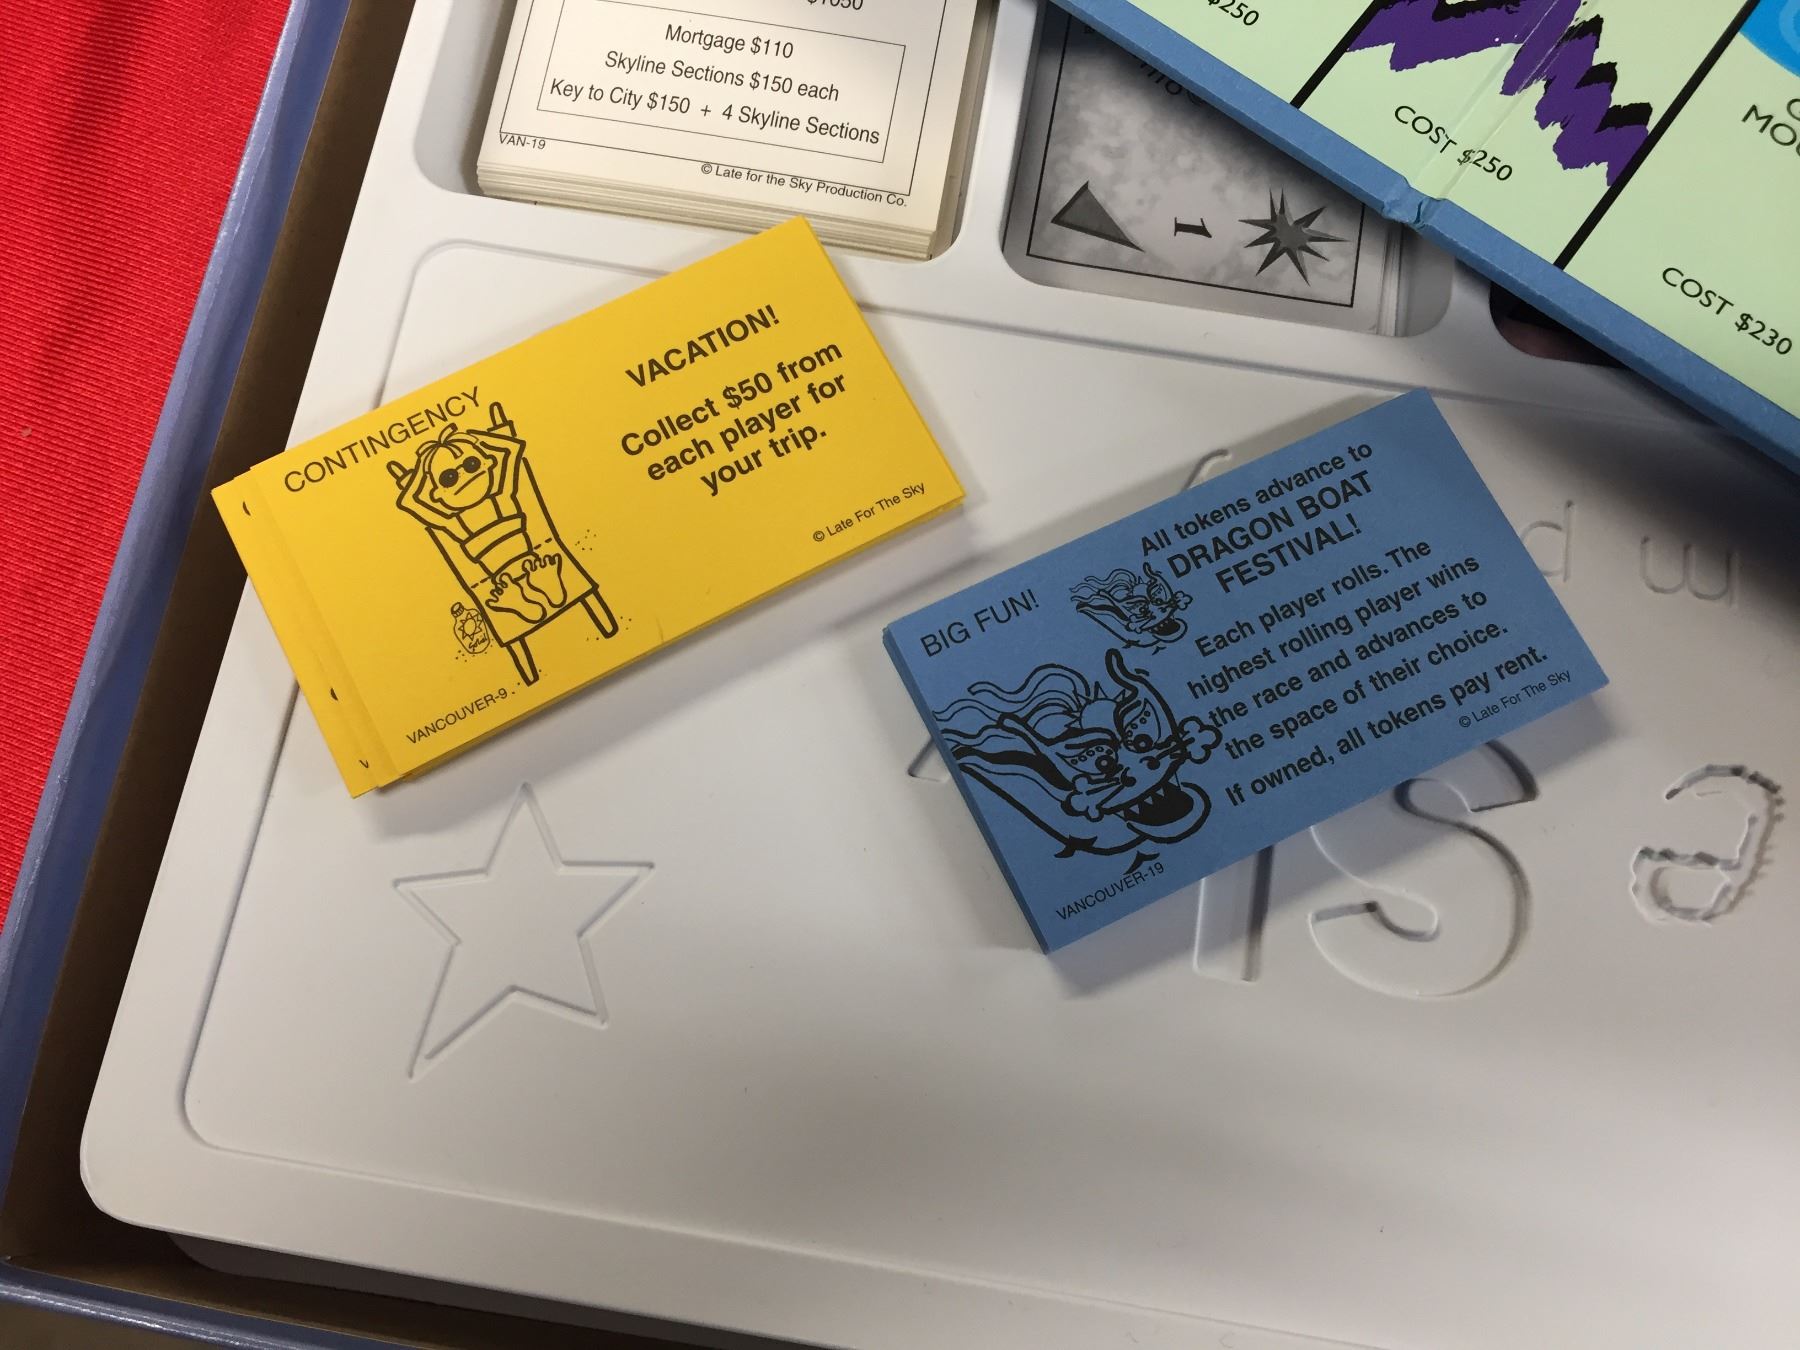 $1050
Mortgage $110
Skyline Sections $150 each
Key to City $150 + 4 Skyline Sections
VAN-19
© Late for the Sky Production Co.
1
$250
COST $250
COST $230
CONTINGENCY
VACATION!
Collect $50 from
each player for
your trip.
© Late For The Sky
VANCOUVER-9
BIG FUN!
All tokens advance to
DRAGON BOAT
FESTIVAL!
Each player rolls. The
highest rolling player wins
the race and advances to
the space of their choice.
If owned, all tokens pay rent.
© Late For The Sky
VANCOUVER-19